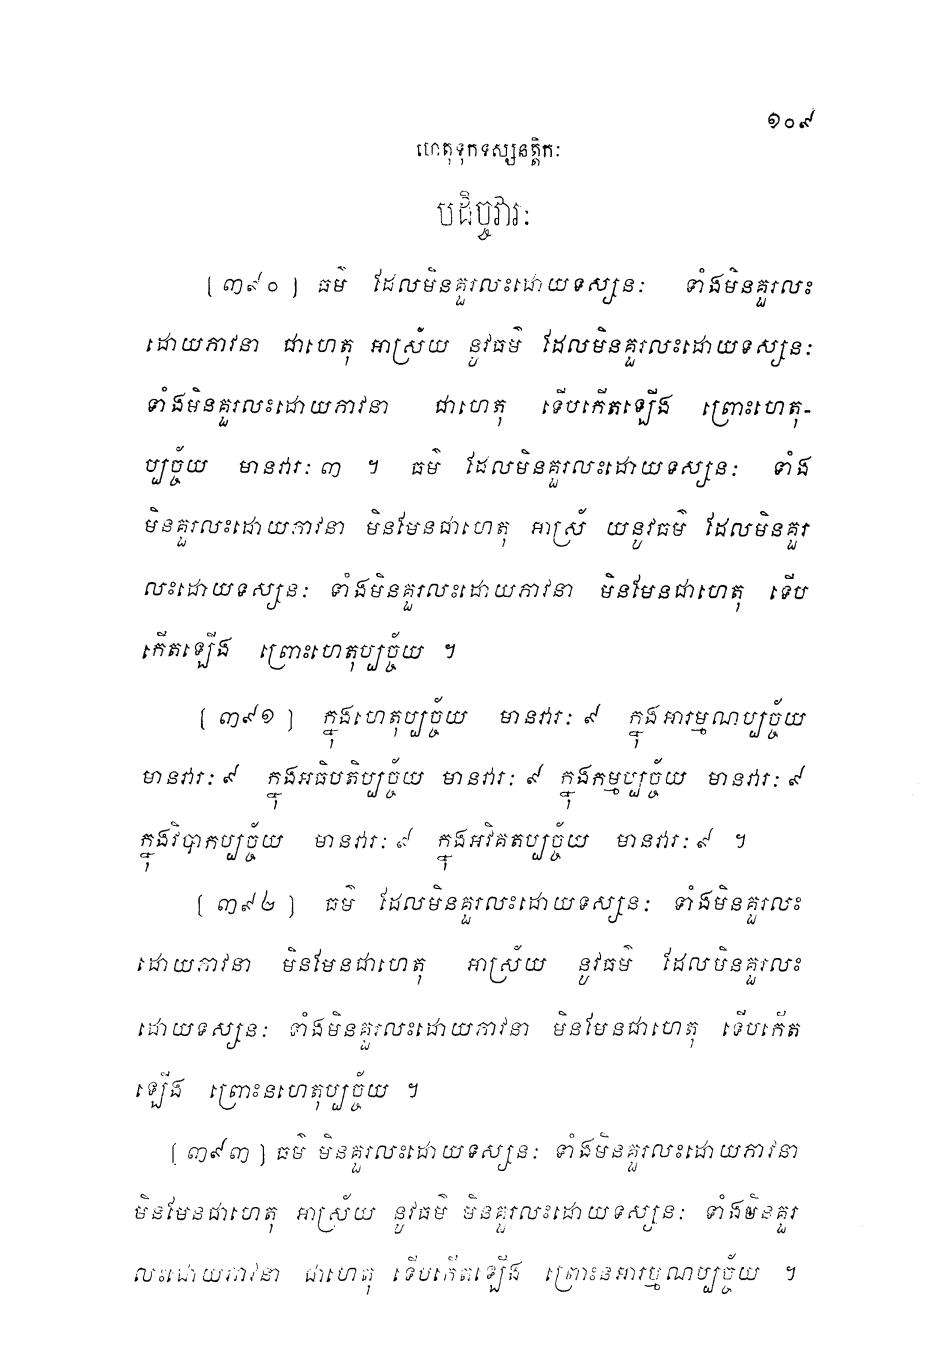 ១០៩
ហេតុទុកទស្សនត្តិកៈ
បដិច្ចវារៈ
[ ៣៩០ ] ធម៌ ដែលមិនគួរលះដោយទស្សនៈ ទាំងមិនគួរលះ
ដោយភាវនា ជាហេតុ អាស្រ័យ នូវធម៌ ដែលមិនគួរលះដោយទស្សនៈ
ទាំងមិនគួរលះដោយភាវនា ជាហេតុ ទើបកើតឡើង ព្រោះហេតុ-
ប្បច្ច័យ មានវារៈ ៣ ។ ធម៌ ដែលមិនគួរលះដោយទស្សនៈ ទាំង
មិនគួរលះដោយភាវនា មិនមែនជាហេតុ អាស្រ័ យនូវធម៌ ដែលមិនគួរ
លះដោយទស្សនៈ ទាំងមិនគួរលះដោយភាវនា មិនមែនជាហេតុ ទើប
កើតឡើង ព្រោះហេតុប្បច្ច័យ ។
[ ៣៩១ ] ក្នុងហេតុប្បច្ច័យ មានវារៈ ៩ ក្នុងអារម្មណប្បច្ច័យ
មានវារៈ ៩ ក្នុងអធិបតិប្បច្ច័យ មានវារៈ ៩ ក្នុងកម្មប្បច្ច័យ មានវារៈ ៩
ក្នុងវិបាកប្បច្ច័យ មានវារៈ ៩ ក្នុងអវិគតប្បច្ច័យ មានវារៈ ៩ ។
[ ៣៩២ ] ធម៌ ដែលមិនគួរលះដោយទស្សនៈ ទាំងមិនគួរលះ
ដោយភាវនា មិនមែនជាហេតុ អាស្រ័យ នូវធម៌ ដែលមិនគួរលះ
ដោយទស្សនៈ ទាំងមិនគួរលះដោយភាវនា មិនមែនជាហេតុ ទើបកើត
ឡើង ព្រោះនហេតុប្បច្ច័យ ។
[ ៣៩៣ ] ធម៌ មិនគួរលះដោយទស្សនៈ ទាំងមិនគួរលះដោយភាវនា
មិនមែនជាហេតុ អាស្រ័យ នូវធម៌ មិនគួរលះដោយទស្សនៈ ទាំងមិនគួរ
លះដោយភាវនា ជាហេតុ ទើបកើតឡើង ព្រោះនអារម្មណប្បច្ច័យ ។